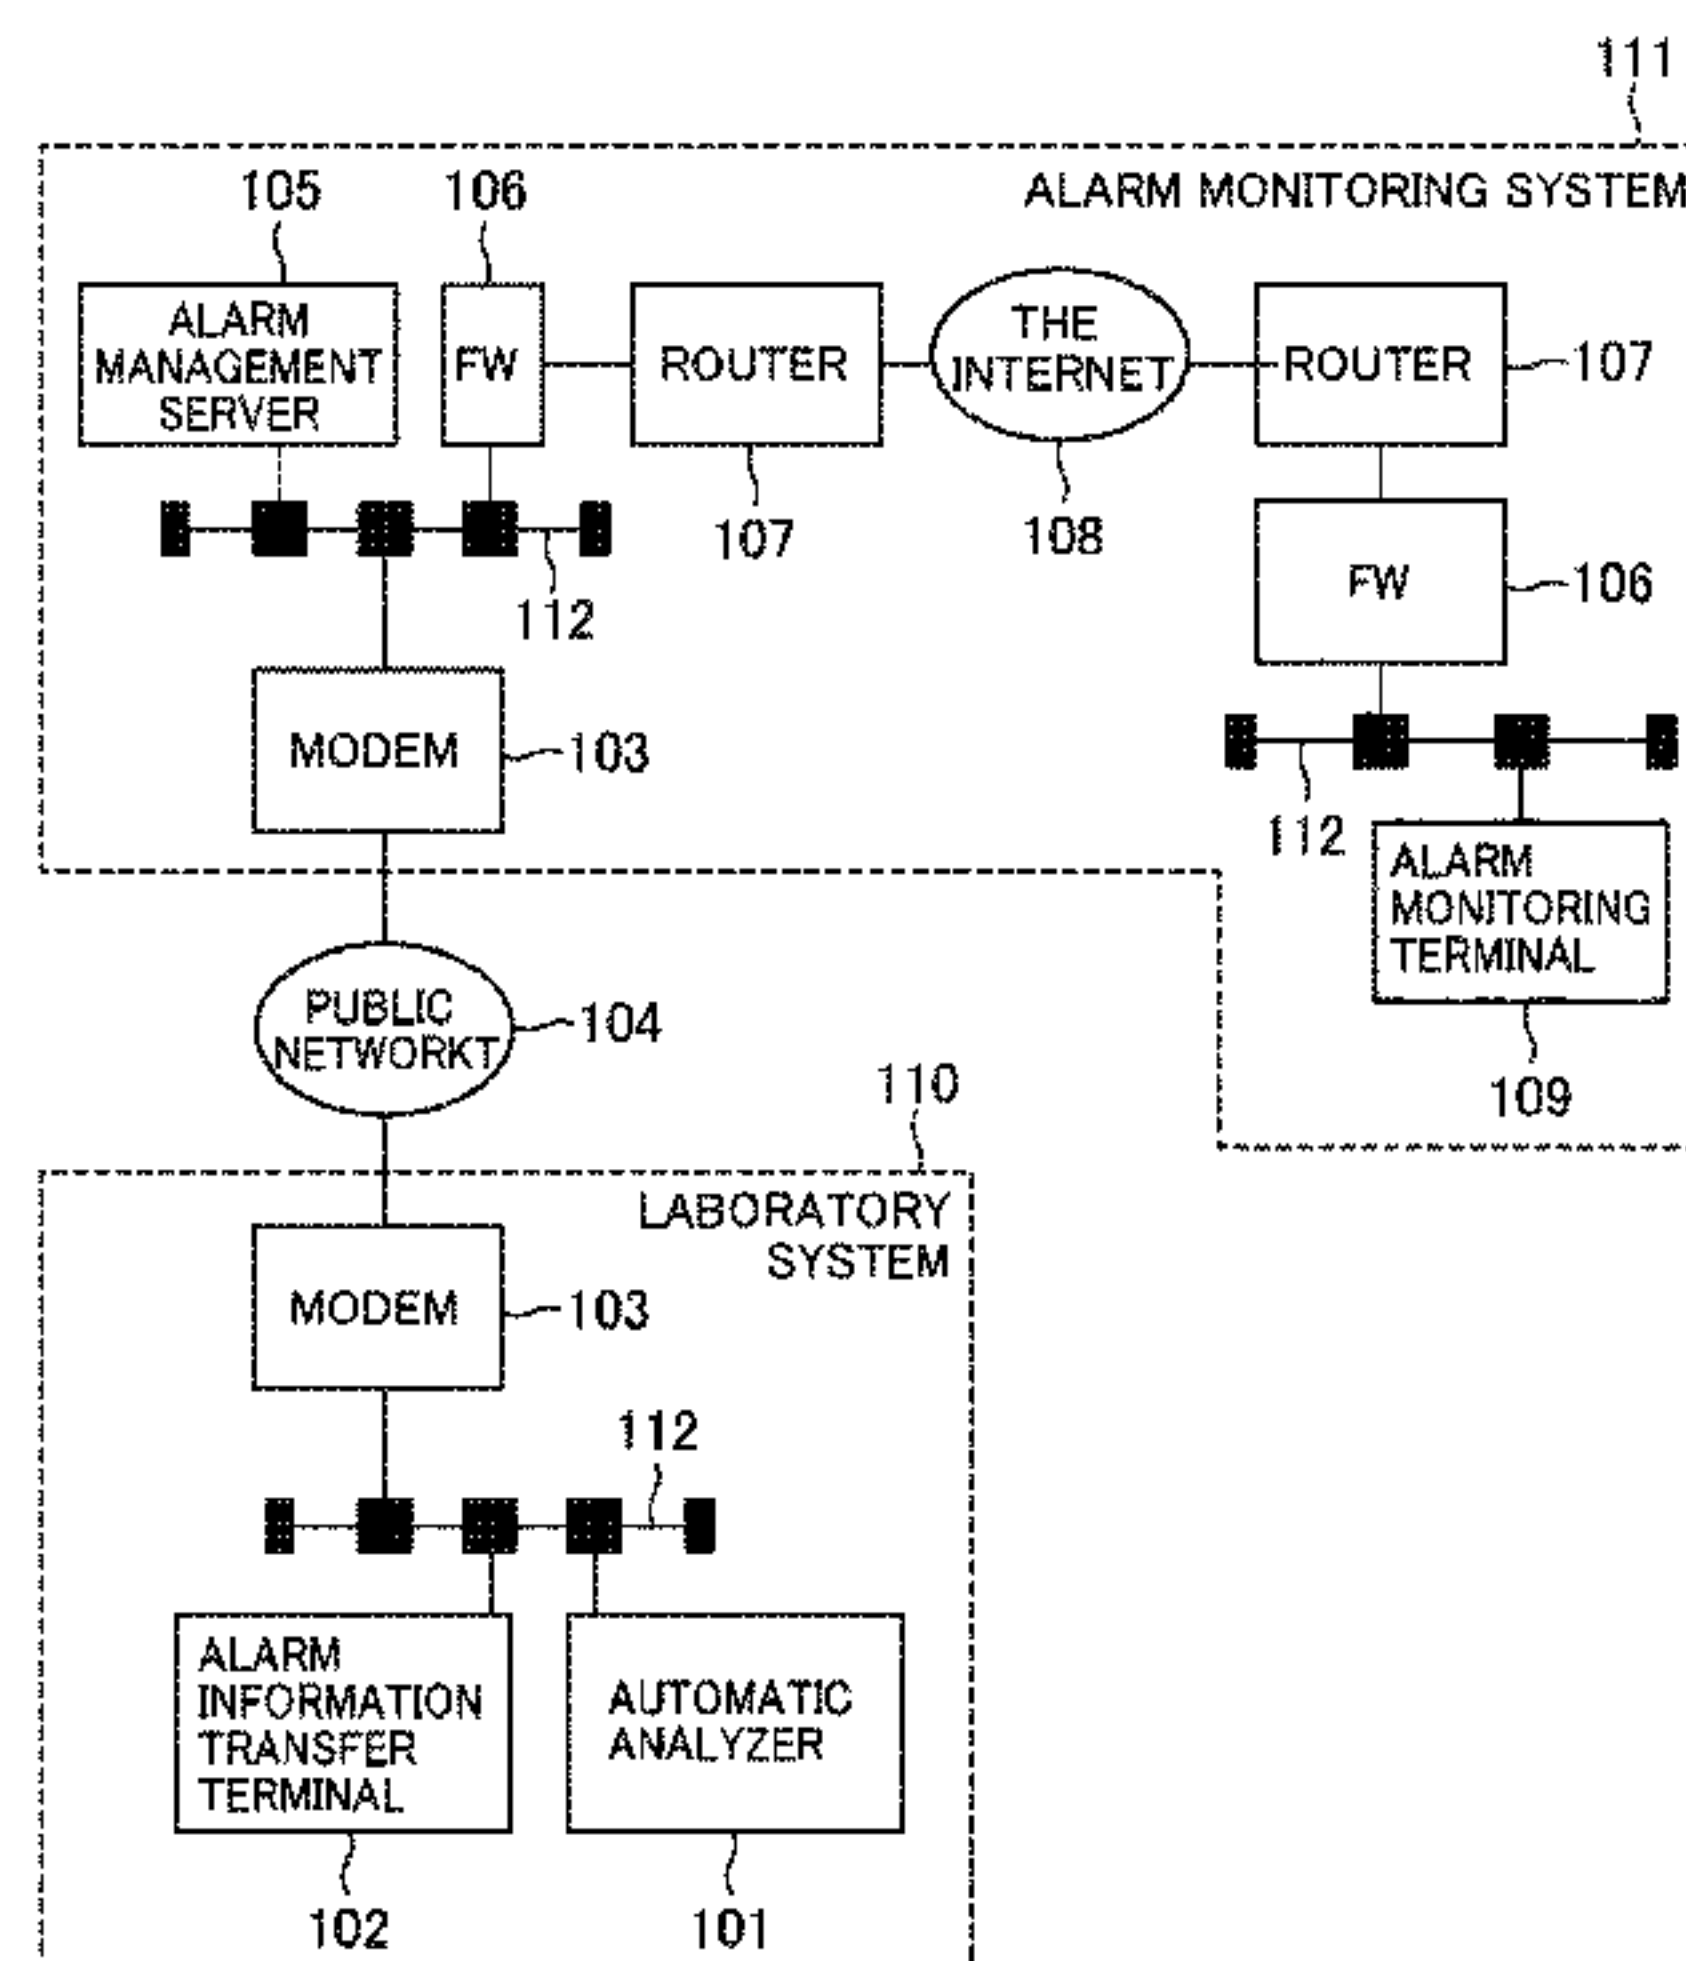 111
ALARM MONITORING SYSTEM
105
106
ALARM
MANAGEMENT
SERVER
FW
ROUTER
THE
INTERNET
ROUTER
107
107
108
112
FW
106
MODEM
103
112
ALARM
MONITORING
TERMINAL
109
PUBLIC
NETWORKT
104
110
LABORATORY
SYSTEM
MODEM
103
112
ALARM
INFORMATION
TRANSFER
TERMINAL
AUTOMATIC
ANALYZER
102
101